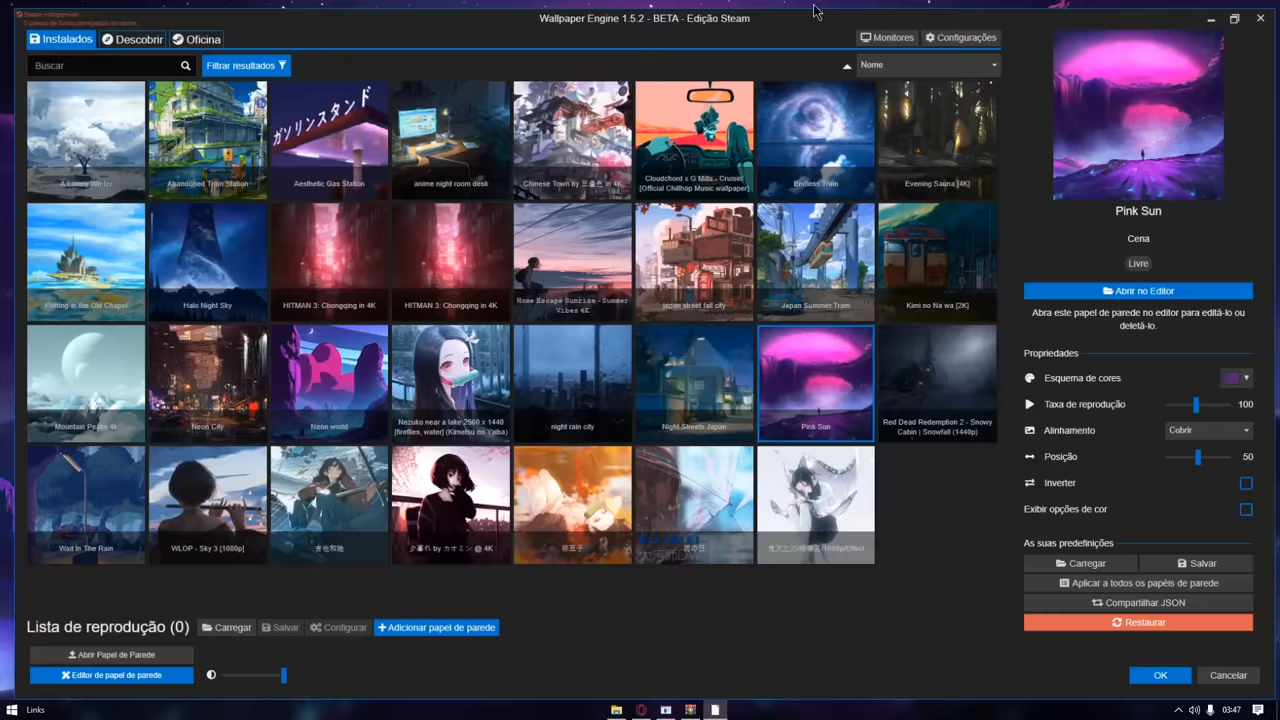 Wallpaper Engine 1.5.2 - BETA - Edição Steam
Instalados
Descobrir
Oficina
Monitores
Configurações
Buscar
Filtrar resultados
Nome
A Lonely Winter
Abandoned Train Station
ガソリンスタンド
Aesthetic Gas Station
anime night room desk
Chinese Town by 三重色 in 4K
Cloudchord x G Mills - Cruisin'
[Official Chillhop Music wallpaper]
Endless Train
Evening Sauna [4K]
Fishing in the Old Chapel
Halo Night Sky
HITMAN 3: Chongqing in 4K
HITMAN 3: Chongqing in 4K
Home Escape Sunrise - Summer
Vibes 4K
japan street fall city
Japan Summer Tram
Kimi no Na wa [2K]
Mountain Peaks 4k
Neon City
Neon world
Nezuko near a lake 2560 x 1440
[fireflies, water] (Kimetsu no Yaiba)
night rain city
Night Streets Japan
Pink Sun
Red Dead Redemption 2 - Snowy
Cabin | Snowfall (1440p)
Wait In The Rain
WLOP - Sky 3 [1080p]
夕暮れ by カオミン @ 4K
Pink Sun
Cena
Livre
Abrir no Editor
Abra este papel de parede no editor para editá-lo ou
deletá-lo.
Propriedades
Esquema de cores
Taxa de reprodução
100
Alinhamento
Cobrir
Posição
50
Inverter
Exibir opções de cor
As suas predefinições
Carregar
Salvar
Aplicar a todos os papéis de parede
Compartilhar JSON
Restaurar
Lista de reprodução (0)
Carregar
Salvar
Configurar
Adicionar papel de parede
Abrir Papel de Parede
Editor de papel de parede
OK
Cancelar
Links
03:47